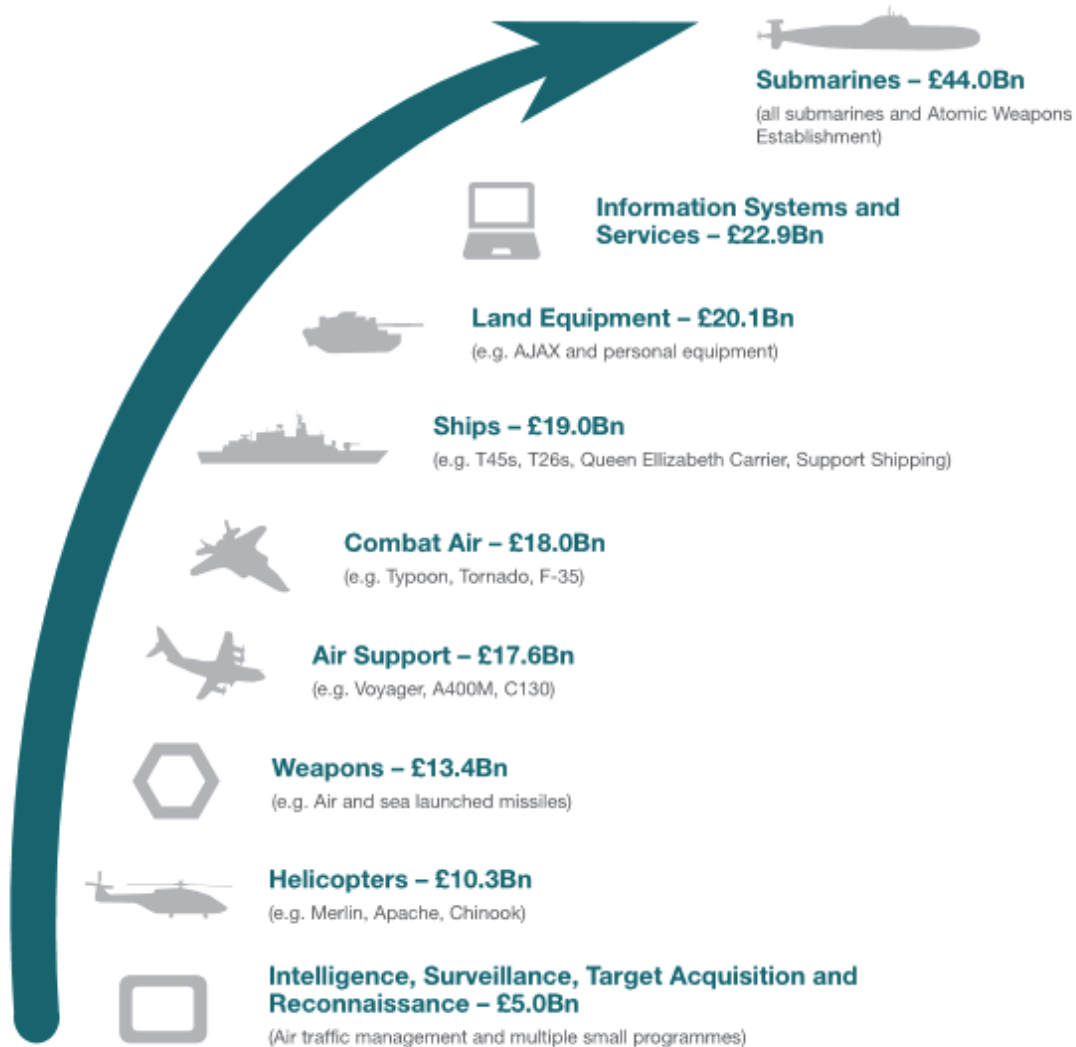 Submarines – £44.0Bn
(all submarines and Atomic Weapons
Establishment)
Information Systems and
Services – £22.9Bn
Land Equipment – £20.1Bn
(e.g. AJAX and personal equipment)
Ships – £19.0Bn
(e.g. T45s, T26s, Queen Ellizabeth Carrier, Support Shipping)
Combat Air – £18.0Bn
(e.g. Typoon, Tornado, F-35)
Air Support – £17.6Bn
(e.g. Voyager, A400M, C130)
Weapons – £13.4Bn
(e.g. Air and sea launched missiles)
Helicopters – £10.3Bn
(e.g. Merlin, Apache, Chinook)
Intelligence, Surveillance, Target Acquisition and
Reconnaissance – £5.0Bn
(Air traffic management and multiple small programmes)